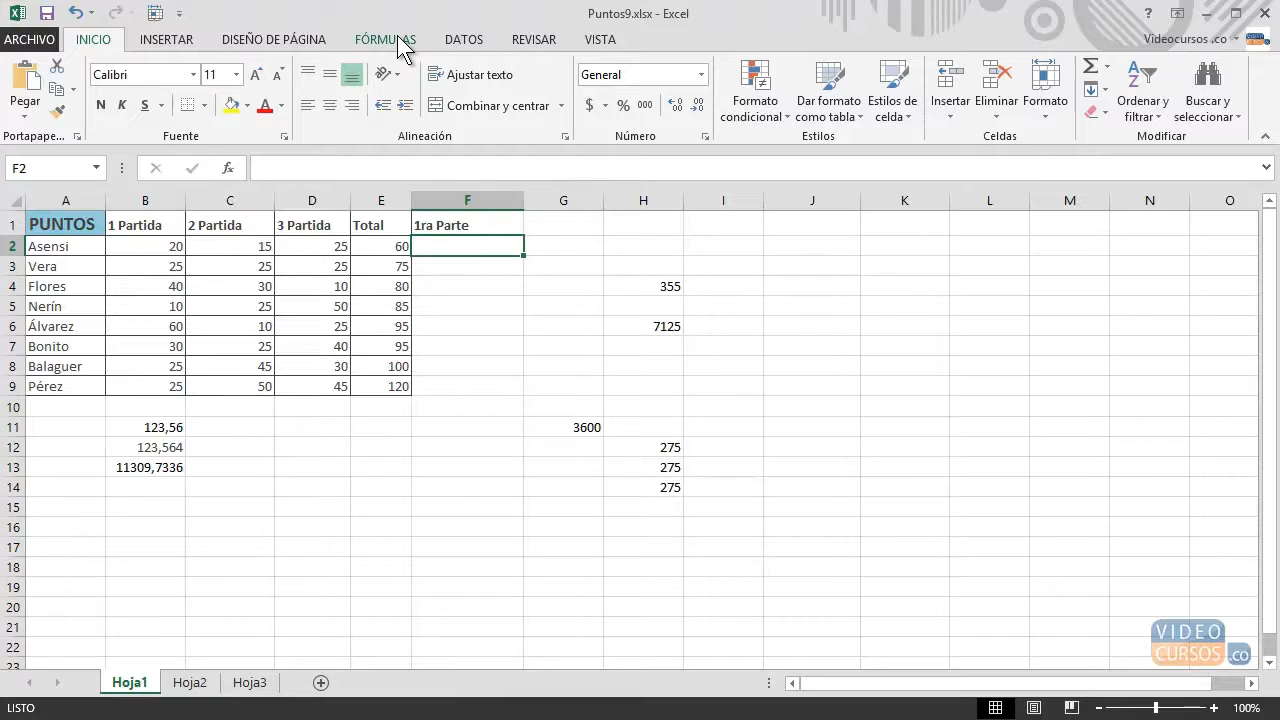 Puntos9.xlsx - Excel
?
ARCHIVO INICIO INSERTAR DISEÑO DE PÁGINA FÓRMULAS DATOS REVISAR VISTA Videocursos .co
Pegar
Calibri 11
N K S
Ajustar texto
Combinar y centrar
General
$ % 000
Formato condicional
Dar formato como tabla
Estilos de celda
Insertar Eliminar Formato
Ordenar y filtrar
Buscar y seleccionar
Portapape... Fuente Alineación Número Estilos Celdas Modificar
F2 fx
A B C D E F G H I J K L M N O
1 PUNTOS 1 Partida 2 Partida 3 Partida Total 1ra Parte
2 Asensi 20 15 25 60
3 Vera 25 25 25 75
4 Flores 40 30 10 80 355
5 Nerín 10 25 50 85
6 Álvarez 60 10 25 95 7125
7 Bonito 30 25 40 95
8 Balaguer 25 45 30 100
9 Pérez 25 50 45 120
10
11 123,56 3600
12 123,564 275
13 11309,7336 275
14 275
15
16
17
18
19
20
21
22
23
VIDEO
CURSOS .co
Hoja1 Hoja2 Hoja3
LISTO 100%